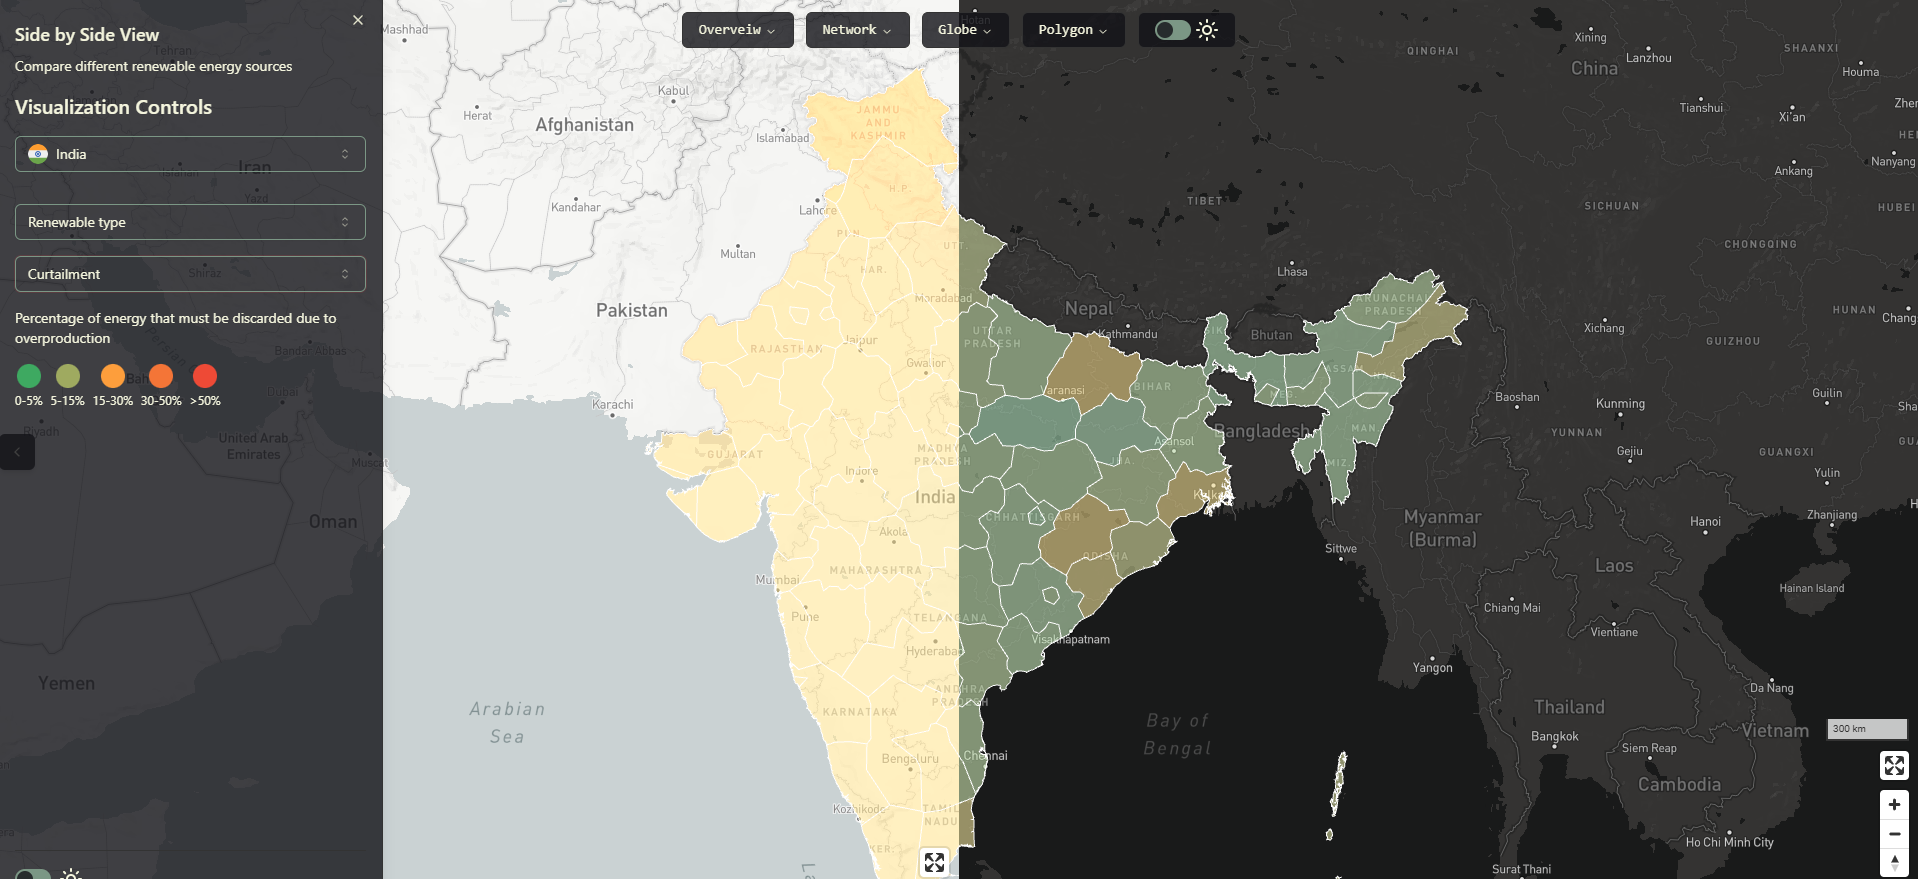 Side by Side View
Compare different renewable energy sources
Visualization Controls
India
Renewable type
Curtailment
Percentage of energy that must be discarded due to
overproduction
0-5% 5-15% 15-30% 30-50% >50%
Overveiw
Network
Globe
Polygon
Tehran
Iran
Yazd
Shiraz
Bandar Abbas
Dubai
Riyadh
United Arab
Emirates
Oman
Yemen
Mashhad
Herat
Kabul
Afghanistan
Islamabad
Kandahar
Lahore
Multan
Pakistan
Karachi
JAMMU
AND
KASHMIR
H.P.
HAR.
UTT.
Moradabad
RAJASTHAN
Jaipur
Gwalior
GUJARAT
MADHYA
PRADESH
Indore
India
Akola
MAHARASHTRA
Mumbai
Pune
TELANGANA
Hyderabad
ANDHRA
PRADESH
KARNATAKA
Bengaluru
Chennai
Kozhikode
TAMIL
NADU
KER.
Arabian
Sea
UTTAR
PRADESH
Nepal
Kathmandu
Varanasi
BIHAR
SIK.
Bhutan
ARUNACHAL
PRADESH
ASSAM
NAG.
MEG.
MAN.
MIZ.
Asansol
JHA.
Bangladesh
CHHATTISGARH
ODISHA
Visakhapatnam
Bay of
Bengal
Hotan
TIBET
Lhasa
QINGHAI
Xining
Lanzhou
China
SHAANXI
Houma
Tianshui
Xi'an
Ankang
Nanyang
SICHUAN
HUBEI
CHONGQING
HUNAN
Xichang
GUIZHOU
Baoshan
Kunming
YUNNAN
Gejiu
Guilin
GUANGXI
Yulin
Zhanjiang
Hanoi
Myanmar
(Burma)
Sittwe
Laos
Hainan Island
Chiang Mai
Vientiane
Yangon
Da Nang
Thailand
Bangkok
Siem Reap
Vietnam
Cambodia
Ho Chi Minh City
Surat Thani
300 km